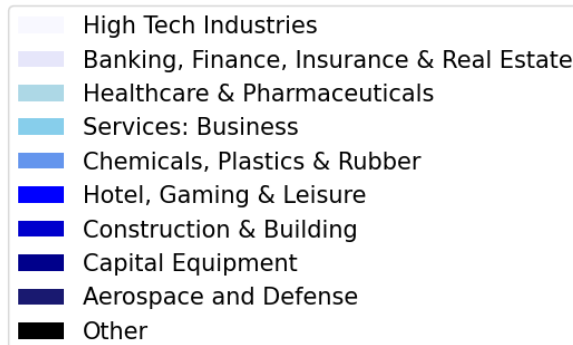 High Tech Industries
Banking, Finance, Insurance & Real Estate
Healthcare & Pharmaceuticals
Services: Business
Chemicals, Plastics & Rubber
Hotel, Gaming & Leisure
Construction & Building
Capital Equipment
Aerospace and Defense
Other